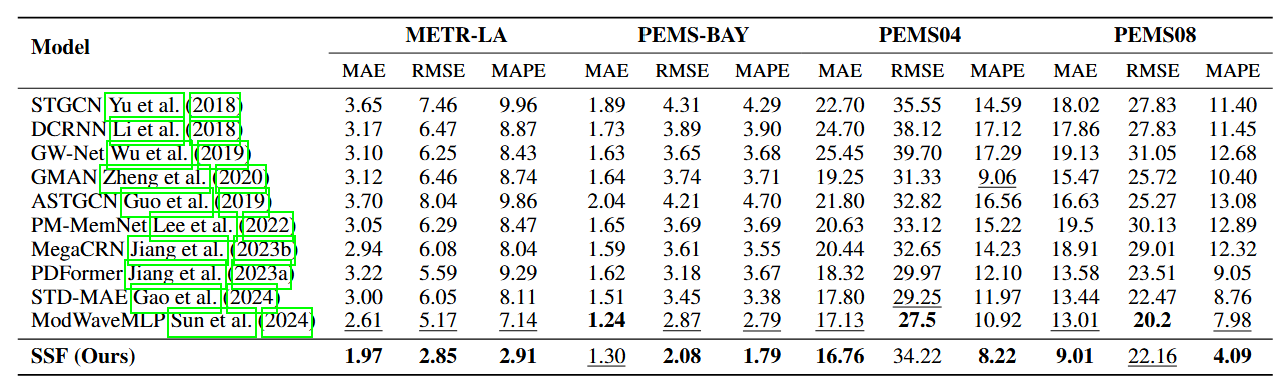 Model METR-LA PEMS-BAY PEMS04 PEMS08
MAE RMSE MAPE MAE RMSE MAPE MAE RMSE MAPE MAE RMSE MAPE
STGCN Yu et al. (2018) 3.65 7.46 9.96 1.89 4.31 4.29 22.70 35.55 14.59 18.02 27.83 11.40
DCRNN Li et al. (2018) 3.17 6.47 8.87 1.73 3.89 3.90 24.70 38.12 17.12 17.86 27.83 11.45
GW-Net Wu et al. (2019) 3.10 6.25 8.43 1.63 3.65 3.68 25.45 39.70 17.29 19.13 31.05 12.68
GMAN Zheng et al. (2020) 3.12 6.46 8.74 1.64 3.74 3.71 19.25 31.33 9.06 15.47 25.72 10.40
ASTGCN Guo et al. (2019) 3.70 8.04 9.86 2.04 4.21 4.70 21.80 32.82 16.56 16.63 25.27 13.08
PM-MemNet Lee et al. (2022) 3.05 6.29 8.47 1.65 3.69 3.69 20.63 33.12 15.22 19.5 30.13 12.89
MegaCRN Jiang et al. (2023b) 2.94 6.08 8.04 1.59 3.61 3.55 20.44 32.65 14.23 18.91 29.01 12.32
PDFormer Jiang et al. (2023a) 3.22 5.59 9.29 1.62 3.18 3.67 18.32 29.97 12.10 13.58 23.51 9.05
STD-MAE Gao et al. (2024) 3.00 6.05 8.11 1.51 3.45 3.38 17.80 29.25 11.97 13.44 22.47 8.76
ModWaveMLP Sun et al. (2024) 2.61 5.17 7.14 1.24 2.87 2.79 17.13 27.5 10.92 13.01 20.2 7.98
SSF (Ours) 1.97 2.85 2.91 1.30 2.08 1.79 16.76 34.22 8.22 9.01 22.16 4.09